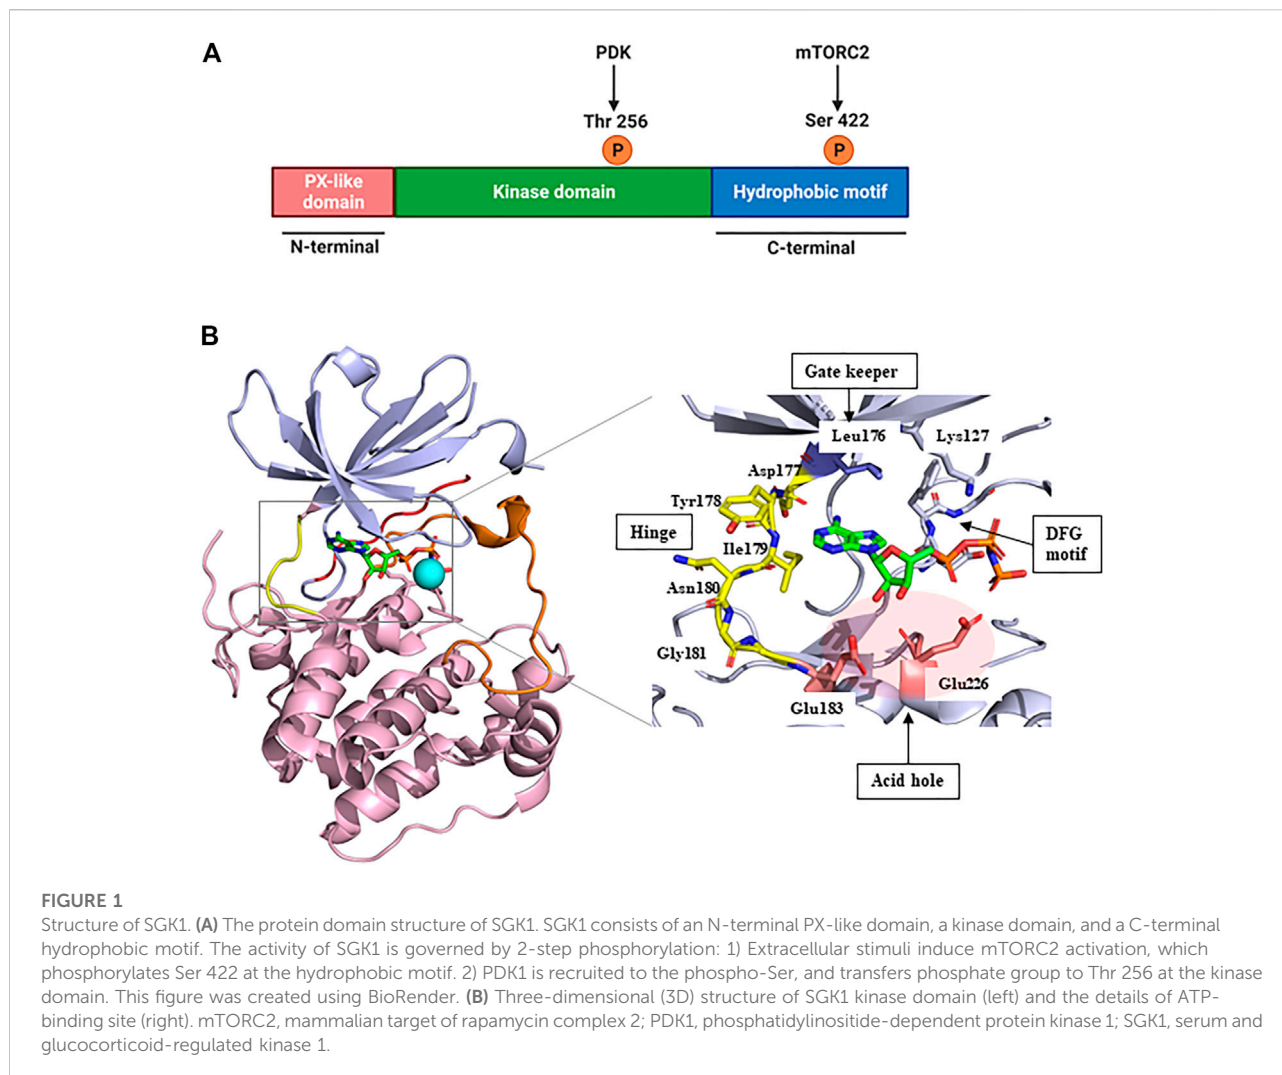 A
PDK
mTORC2
Thr 256
Ser 422
P
P
PX-like
domain
Kinase domain
Hydrophobic motif
N-terminal
C-terminal
B
Gate keeper
Leu176
Lys127
Asp177
Tyr178
Hinge
Ile179
DFG
motif
Asn180
Gly181
Glu226
Glu183
Acid hole
FIGURE 1
Structure of SGK1. (A) The protein domain structure of SGK1. SGK1 consists of an N-terminal PX-like domain, a kinase domain, and a C-terminal
hydrophobic motif. The activity of SGK1 is governed by 2-step phosphorylation: 1) Extracellular stimuli induce mTORC2 activation, which
phosphorylates Ser 422 at the hydrophobic motif. 2) PDK1 is recruited to the phospho-Ser, and transfers phosphate group to Thr 256 at the kinase
domain. This figure was created using BioRender. (B) Three-dimensional (3D) structure of SGK1 kinase domain (left) and the details of ATP-
binding site (right). mTORC2, mammalian target of rapamycin complex 2; PDK1, phosphatidylinositide-dependent protein kinase 1; SGK1, serum and
glucocorticoid-regulated kinase 1.